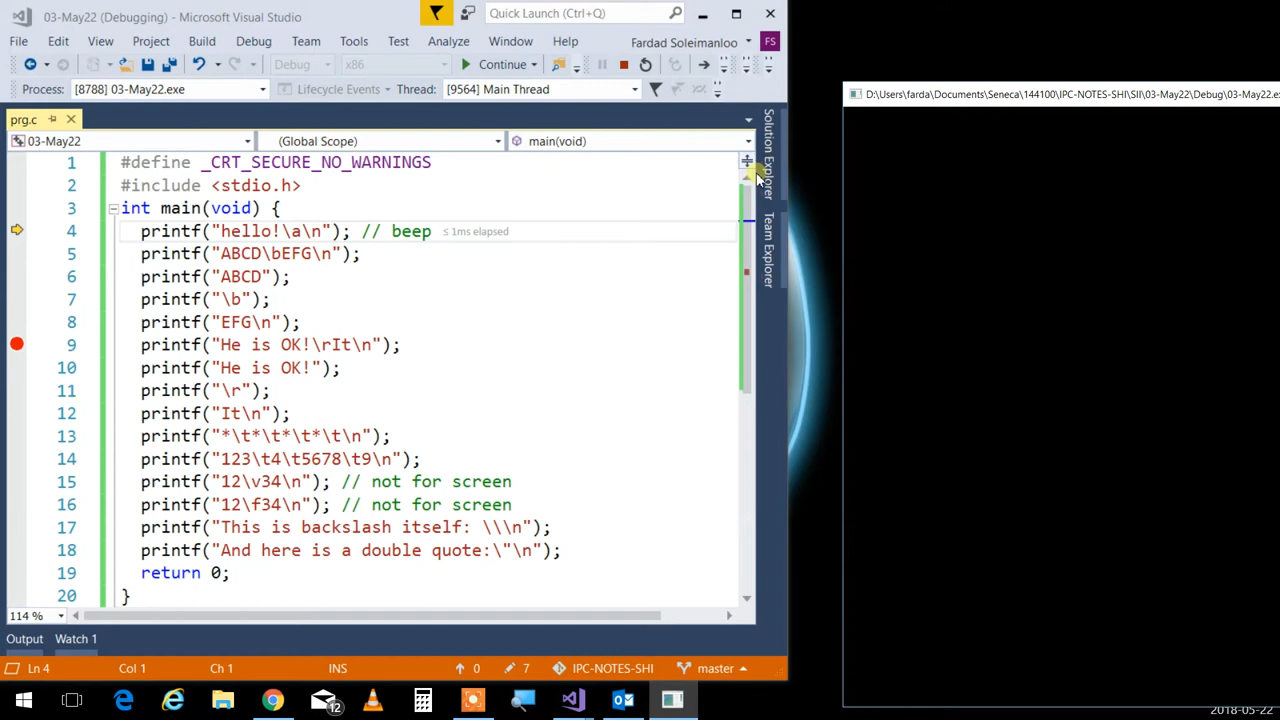 03-May22 (Debugging) - Microsoft Visual Studio
Quick Launch (Ctrl+Q)
File Edit View Project Build Debug Team Tools Test Analyze Window Help Fardad Soleimanloo FS
Debug x86 Continue
Process: [8788] 03-May22.exe Lifecycle Events Thread: [9564] Main Thread
prg.c
03-May22 (Global Scope) main(void)
1 #define _CRT_SECURE_NO_WARNINGS
2 #include <stdio.h>
3 int main(void) {
4 printf("hello!\a\n"); // beep ≤ 1ms elapsed
5 printf("ABCD\bEFG\n");
6 printf("ABCD");
7 printf("\b");
8 printf("EFG\n");
9 printf("He is OK!\rIt\n");
10 printf("He is OK!");
11 printf("\r");
12 printf("It\n");
13 printf("*\t*\t*\t*\t\n");
14 printf("123\t4\t5678\t9\n");
15 printf("12\v34\n"); // not for screen
16 printf("12\f34\n"); // not for screen
17 printf("This is backslash itself: \\\n");
18 printf("And here is a double quote:\"\n");
19 return 0;
20 }
114 %
Solution Explorer
Team Explorer
Output Watch 1
Ln 4 Col 1 Ch 1 INS 0 7 IPC-NOTES-SHI master
12
D:\Users\farda\Documents\Seneca\144100\IPC-NOTES-SHI\SII\03-May22\Debug\03-May22.e
2018-05-22